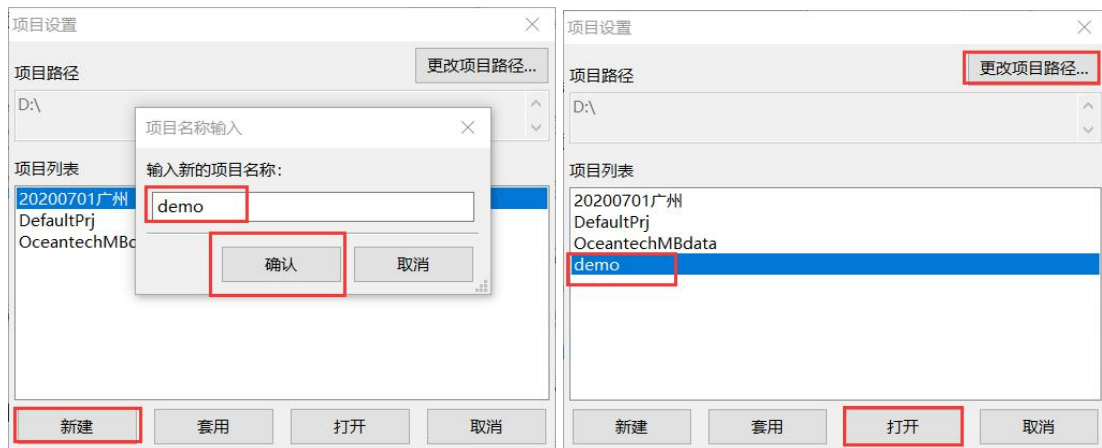 项目设置
更改项目路径...
项目路径
D:\
项目名称输入
输入新的项目名称：
demo
确认
取消
项目列表
20200701广州
DefaultPrj
OceantechMBd
新建
套用
打开
取消
项目设置
更改项目路径...
项目路径
D:\
项目列表
20200701广州
DefaultPrj
OceantechMBdata
demo
新建
套用
打开
取消